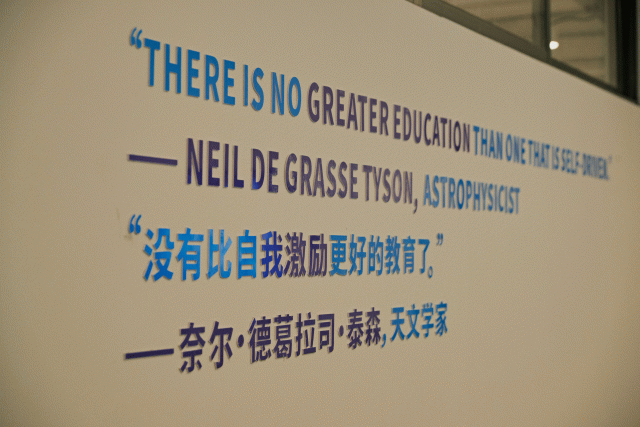 “THERE IS NO GREATER EDUCATION THAN ONE THAT IS SELF-DRIVEN.”
— NEIL DE GRASSE TYSON, ASTROPHYSICIST
“没有比自我激励更好的教育了。”
— 奈尔·德葛拉司·泰森, 天文学家